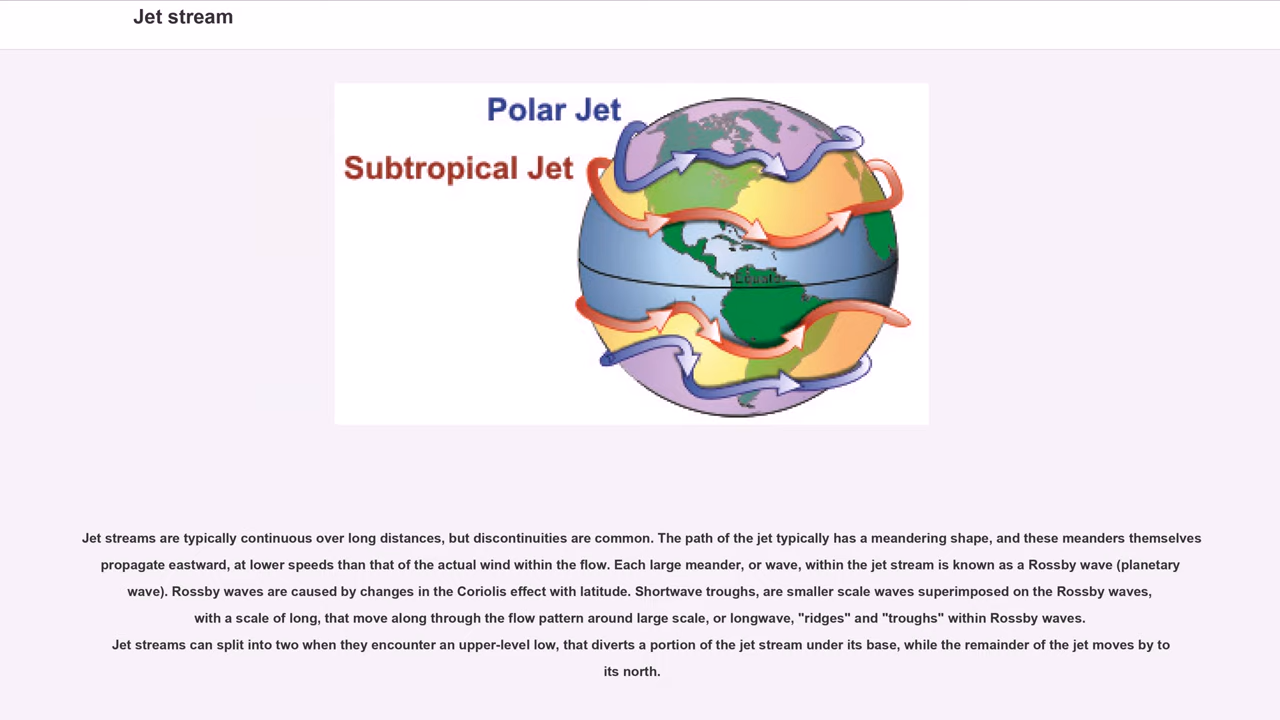 Jet stream
Polar Jet
Subtropical Jet
Equator
Jet streams are typically continuous over long distances, but discontinuities are common. The path of the jet typically has a meandering shape, and these meanders themselves
propagate eastward, at lower speeds than that of the actual wind within the flow. Each large meander, or wave, within the jet stream is known as a Rossby wave (planetary
wave). Rossby waves are caused by changes in the Coriolis effect with latitude. Shortwave troughs, are smaller scale waves superimposed on the Rossby waves,
with a scale of long, that move along through the flow pattern around large scale, or longwave, "ridges" and "troughs" within Rossby waves.
Jet streams can split into two when they encounter an upper-level low, that diverts a portion of the jet stream under its base, while the remainder of the jet moves by to
its north.